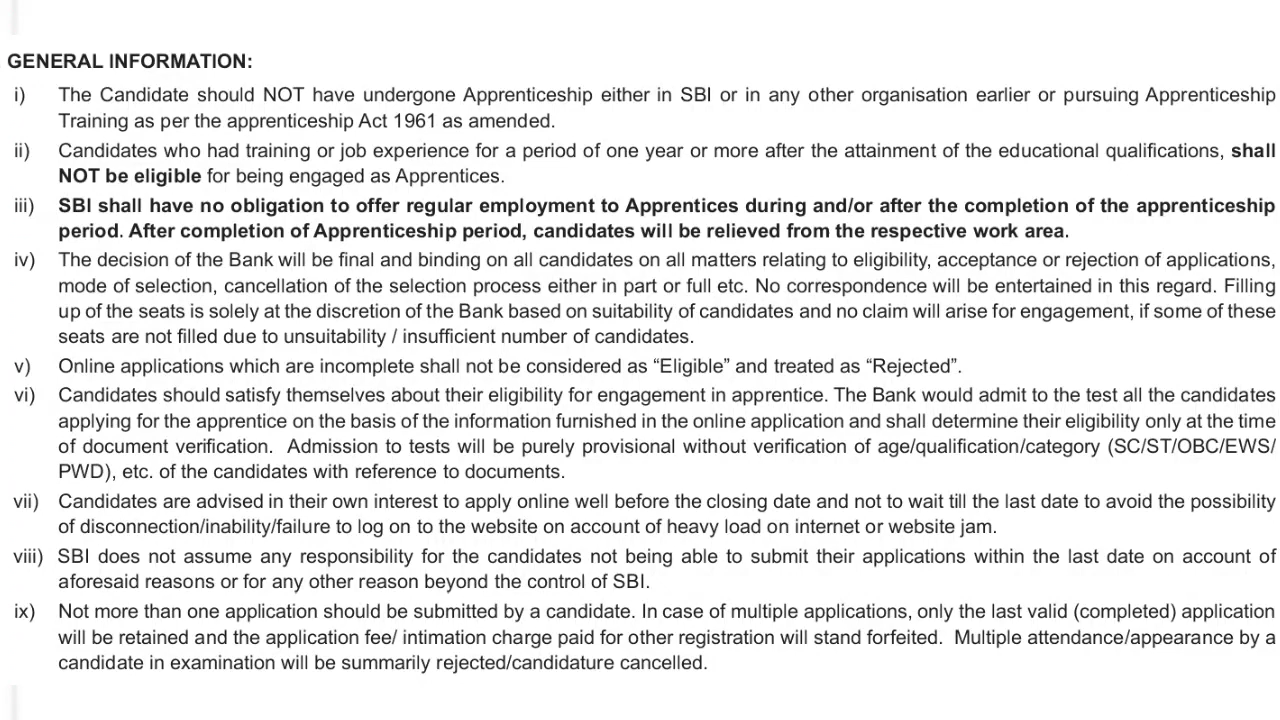 GENERAL INFORMATION:
i) The Candidate should NOT have undergone Apprenticeship either in SBI or in any other organisation earlier or pursuing Apprenticeship
Training as per the apprenticeship Act 1961 as amended.
ii) Candidates who had training or job experience for a period of one year or more after the attainment of the educational qualifications, shall
NOT be eligible for being engaged as Apprentices.
iii) SBI shall have no obligation to offer regular employment to Apprentices during and/or after the completion of the apprenticeship
period. After completion of Apprenticeship period, candidates will be relieved from the respective work area.
iv) The decision of the Bank will be final and binding on all candidates on all matters relating to eligibility, acceptance or rejection of applications,
mode of selection, cancellation of the selection process either in part or full etc. No correspondence will be entertained in this regard. Filling
up of the seats is solely at the discretion of the Bank based on suitability of candidates and no claim will arise for engagement, if some of these
seats are not filled due to unsuitability / insufficient number of candidates.
v) Online applications which are incomplete shall not be considered as “Eligible” and treated as “Rejected”.
vi) Candidates should satisfy themselves about their eligibility for engagement in apprentice. The Bank would admit to the test all the candidates
applying for the apprentice on the basis of the information furnished in the online application and shall determine their eligibility only at the time
of document verification. Admission to tests will be purely provisional without verification of age/qualification/category (SC/ST/OBC/EWS/
PWD), etc. of the candidates with reference to documents.
vii) Candidates are advised in their own interest to apply online well before the closing date and not to wait till the last date to avoid the possibility
of disconnection/inability/failure to log on to the website on account of heavy load on internet or website jam.
viii) SBI does not assume any responsibility for the candidates not being able to submit their applications within the last date on account of
aforesaid reasons or for any other reason beyond the control of SBI.
ix) Not more than one application should be submitted by a candidate. In case of multiple applications, only the last valid (completed) application
will be retained and the application fee/ intimation charge paid for other registration will stand forfeited. Multiple attendance/appearance by a
candidate in examination will be summarily rejected/candidature cancelled.